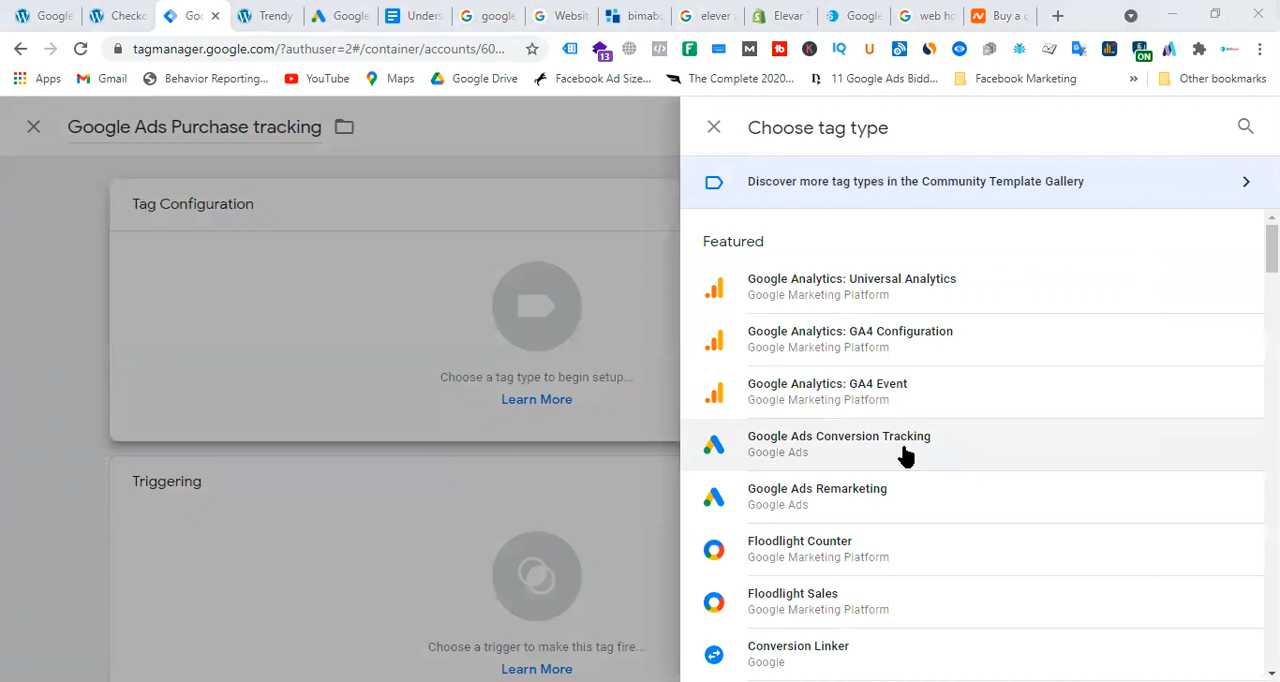 Google
Checko
Goo
Trendy
Google
Unders
google
Websit
bimabo
elever
Elevar
Google
web ho
Buy a c
tagmanager.google.com/?authuser=2#/container/accounts/60...
13
ON
Apps
Gmail
Behavior Reporting...
YouTube
Maps
Google Drive
Facebook Ad Size...
The Complete 2020...
11 Google Ads Bidd...
Facebook Marketing
»
Other bookmarks
Google Ads Purchase tracking
Tag Configuration
Choose a tag type to begin setup...
Learn More
Triggering
Choose a trigger to make this tag fire...
Learn More
Choose tag type
Discover more tag types in the Community Template Gallery
Featured
Google Analytics: Universal Analytics
Google Marketing Platform
Google Analytics: GA4 Configuration
Google Marketing Platform
Google Analytics: GA4 Event
Google Marketing Platform
Google Ads Conversion Tracking
Google Ads
Google Ads Remarketing
Google Ads
Floodlight Counter
Google Marketing Platform
Floodlight Sales
Google Marketing Platform
Conversion Linker
Google